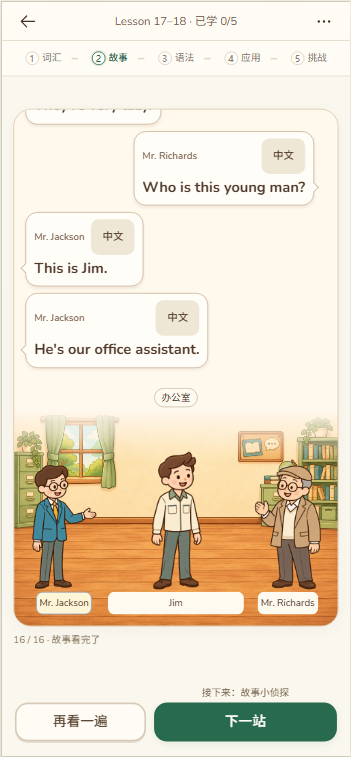 Lesson 17–18 · 已学 0/5
1 词汇 2 故事 3 语法 4 应用 5 挑战
Mr. Richards 中文
Who is this young man?
Mr. Jackson 中文
This is Jim.
Mr. Jackson 中文
He's our office assistant.
办公室
Mr. Jackson Jim Mr. Richards
16 / 16 · 故事看完了
接下来：故事小侦探
再看一遍 下一站